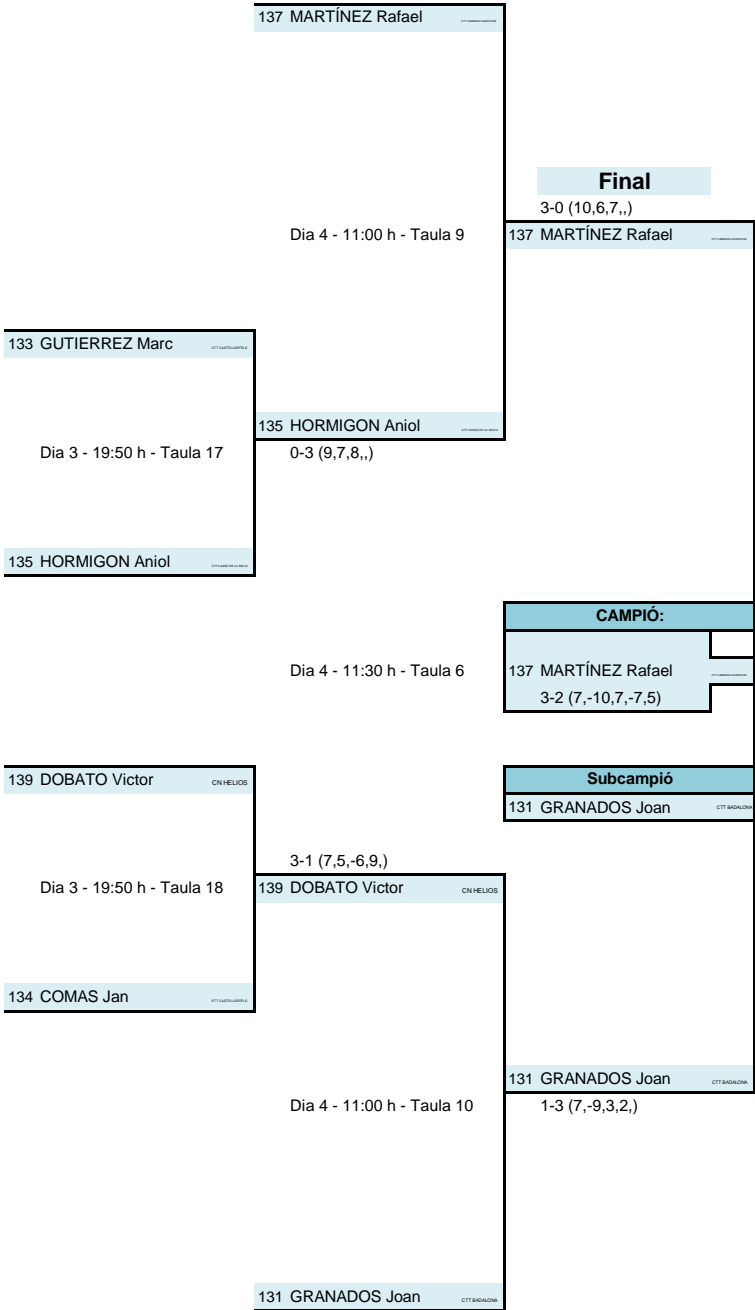 137 MARTÍNEZ Rafael
Final
3-0 (10,6,7,,)
Dia 4 - 11:00 h - Taula 9
137 MARTÍNEZ Rafael
133 GUTIERREZ Marc
135 HORMIGON Aniol
Dia 3 - 19:50 h - Taula 17
0-3 (9,7,8,,)
135 HORMIGON Aniol
CAMPIÓ:
Dia 4 - 11:30 h - Taula 6
137 MARTÍNEZ Rafael
3-2 (7,-10,7,-7,5)
139 DOBATO Victor CN HELIOS
Subcampió
131 GRANADOS Joan CTT BADALONA
3-1 (7,5,-6,9,)
Dia 3 - 19:50 h - Taula 18
139 DOBATO Victor CN HELIOS
134 COMAS Jan
131 GRANADOS Joan CTT BADALONA
Dia 4 - 11:00 h - Taula 10
1-3 (7,-9,3,2,)
131 GRANADOS Joan CTT BADALONA